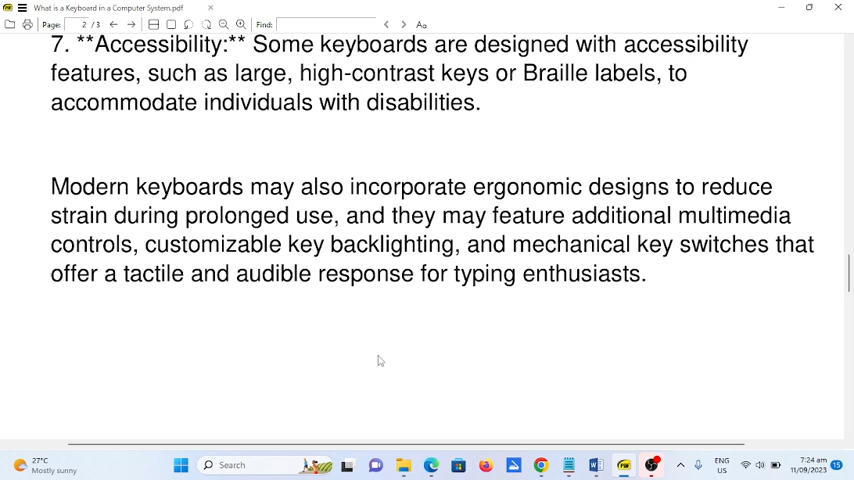 What is a Keyboard in a Computer System.pdf
Page: 2 / 3 Find: Aa
7. **Accessibility:** Some keyboards are designed with accessibility
features, such as large, high-contrast keys or Braille labels, to
accommodate individuals with disabilities.
Modern keyboards may also incorporate ergonomic designs to reduce
strain during prolonged use, and they may feature additional multimedia
controls, customizable key backlighting, and mechanical key switches that
offer a tactile and audible response for typing enthusiasts.
27°C
Mostly sunny
Search
ENG
US
7:24 am
11/09/2023
15